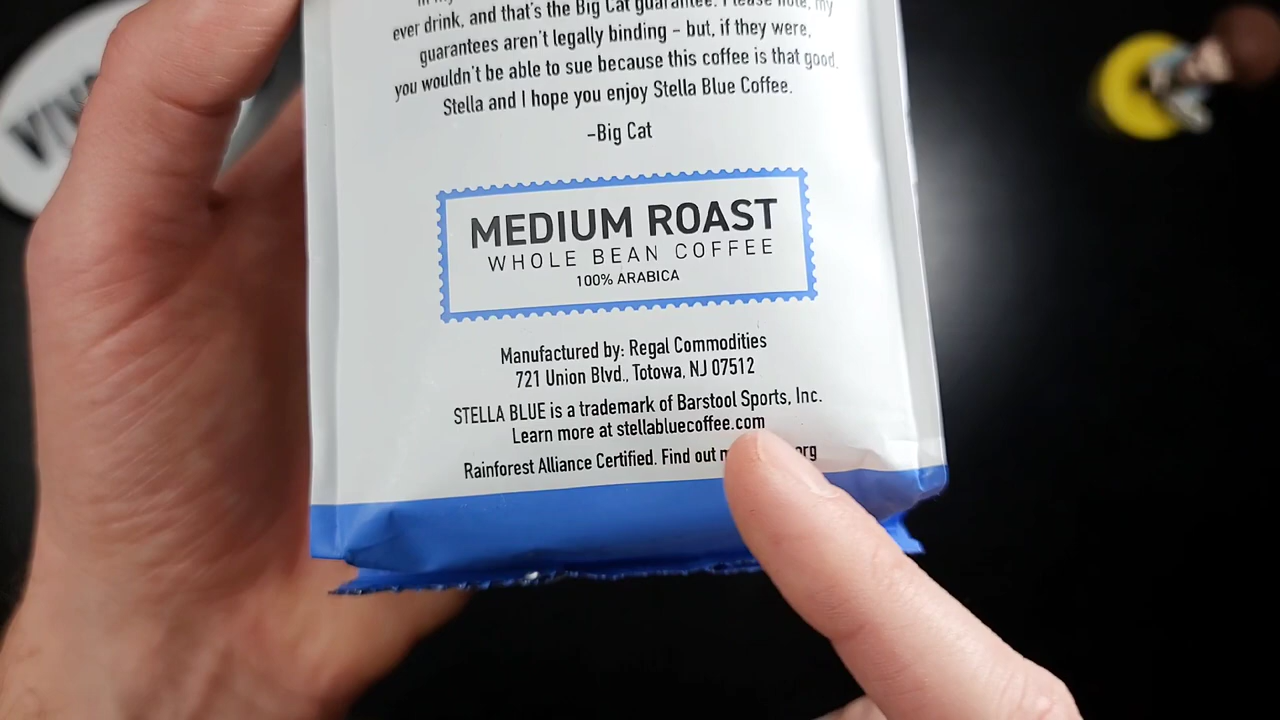 ever drink, and that's the Big Cat guarantee. Please note, my
guarantees aren't legally binding – but, if they were,
you wouldn't be able to sue because this coffee is that good.
Stella and I hope you enjoy Stella Blue Coffee.
–Big Cat
MEDIUM ROAST
WHOLE BEAN COFFEE
100% ARABICA
Manufactured by: Regal Commodities
721 Union Blvd., Totowa, NJ 07512
STELLA BLUE is a trademark of Barstool Sports, Inc.
Learn more at stellabluecoffee.com
Rainforest Alliance Certified. Find out org